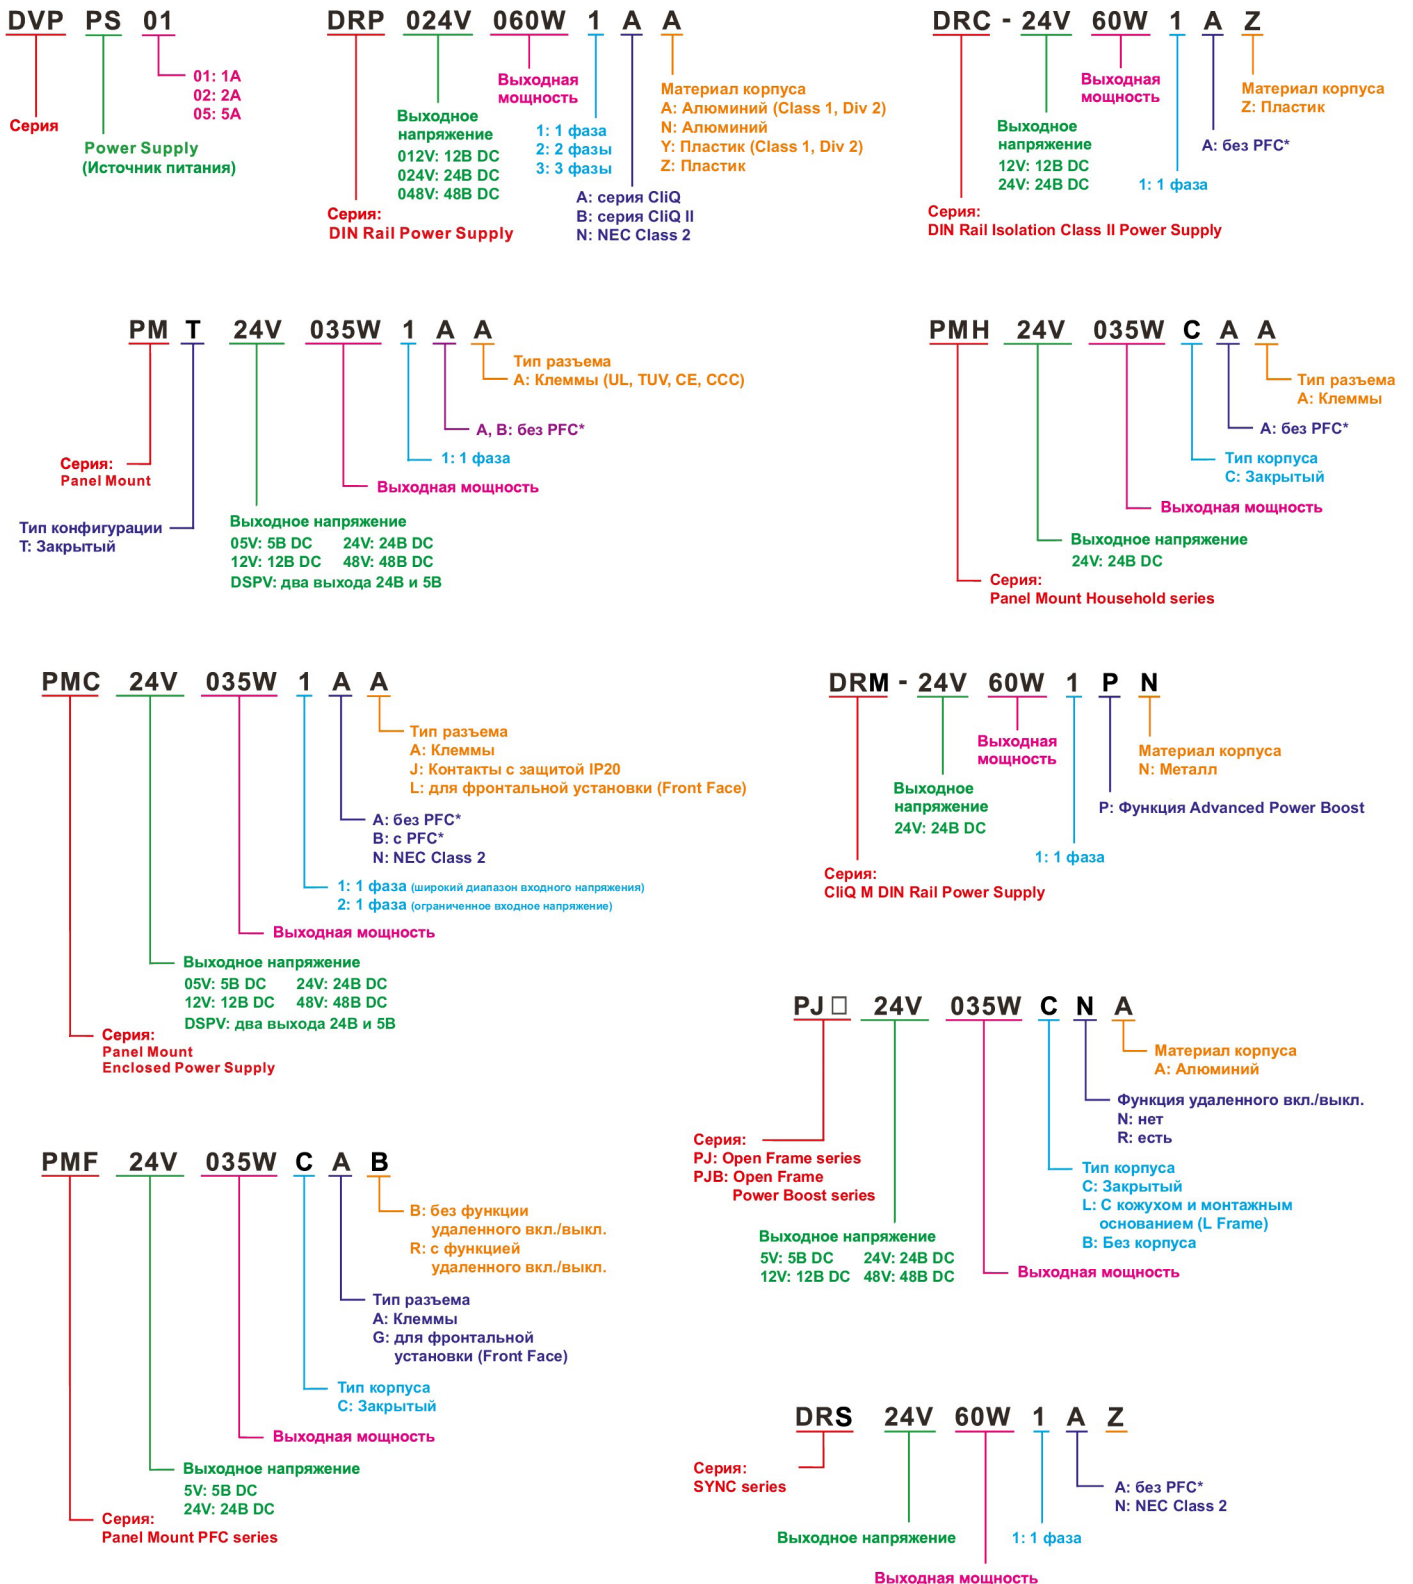 DVP PS 01
01: 1A
02: 2A
05: 5A
Серия
Power Supply
(Источник питания)
DRP 024V 060W 1 A A
Выходная
мощность
Материал корпуса
A: Алюминий (Class 1, Div 2)
N: Алюминий
Y: Пластик (Class 1, Div 2)
Z: Пластик
Выходное
напряжение
012V: 12В DC
024V: 24В DC
048V: 48В DC
1: 1 фаза
2: 2 фазы
3: 3 фазы
A: серия CliQ
B: серия CliQ II
N: NEC Class 2
Серия:
DIN Rail Power Supply
DRC - 24V 60W 1 A Z
Выходная
мощность
Материал корпуса
Z: Пластик
Выходное
напряжение
12V: 12В DC
24V: 24В DC
A: без PFC*
1: 1 фаза
Серия:
DIN Rail Isolation Class II Power Supply
PM T 24V 035W 1 A A
Тип разъема
A: Клеммы (UL, TUV, CE, CCC)
A, B: без PFC*
1: 1 фаза
Серия:
Panel Mount
Выходная мощность
Тип конфигурации
T: Закрытый
Выходное напряжение
05V: 5В DC 24V: 24В DC
12V: 12В DC 48V: 48В DC
DSPV: два выхода 24В и 5В
PMH 24V 035W C A A
Тип разъема
A: Клеммы
A: без PFC*
Тип корпуса
C: Закрытый
Выходная мощность
Выходное напряжение
24V: 24В DC
Серия:
Panel Mount Household series
PMC 24V 035W 1 A A
Тип разъема
A: Клеммы
J: Контакты с защитой IP20
L: для фронтальной установки (Front Face)
A: без PFC*
B: с PFC*
N: NEC Class 2
1: 1 фаза (широкий диапазон входного напряжения)
2: 1 фаза (ограниченное входное напряжение)
Выходная мощность
Выходное напряжение
05V: 5В DC 24V: 24В DC
12V: 12В DC 48V: 48В DC
DSPV: два выхода 24В и 5В
Серия:
Panel Mount
Enclosed Power Supply
DRM - 24V 60W 1 P N
Выходная
мощность
Материал корпуса
N: Металл
Выходное
напряжение
24V: 24В DC
P: Функция Advanced Power Boost
1: 1 фаза
Серия:
CliQ M DIN Rail Power Supply
PJ□ 24V 035W C N A
Материал корпуса
A: Алюминий
Функция удаленного вкл./выкл.
N: нет
R: есть
Серия:
PJ: Open Frame series
PJB: Open Frame
Power Boost series
Тип корпуса
C: Закрытый
L: С кожухом и монтажным
основанием (L Frame)
B: Без корпуса
Выходное напряжение
5V: 5В DC 24V: 24В DC
12V: 12В DC 48V: 48В DC
Выходная мощность
PMF 24V 035W C A B
B: без функции
удаленного вкл./выкл.
R: с функцией
удаленного вкл./выкл.
Тип разъема
A: Клеммы
G: для фронтальной
установки (Front Face)
Тип корпуса
C: Закрытый
Выходная мощность
Выходное напряжение
5V: 5В DC
24V: 24В DC
Серия:
Panel Mount PFC series
DRS 24V 60W 1 A Z
Серия:
SYNC series
A: без PFC*
N: NEC Class 2
Выходное напряжение
1: 1 фаза
Выходная мощность